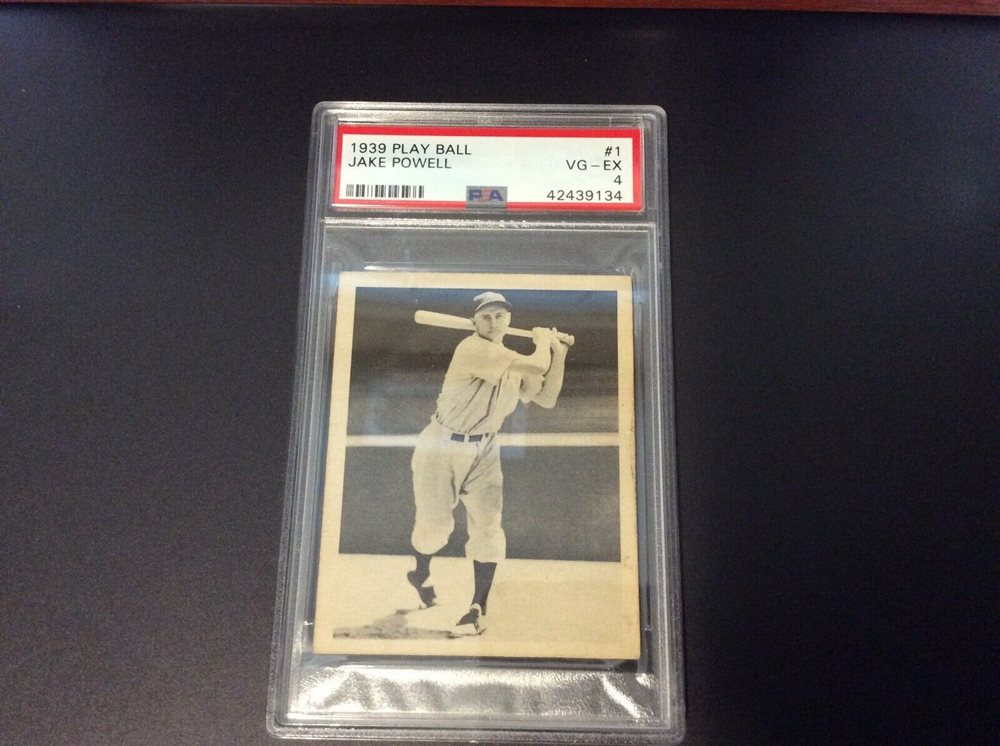 1939 PLAY BALL #1
JAKE POWELL VG-EX
4
PSA 42439134